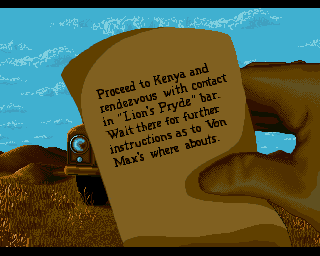 Proceed to Kenya and
rendezvous with contact
in "Lion's Pryde" bar.
Wait there for further
instructions as to Von
Max's where abouts.